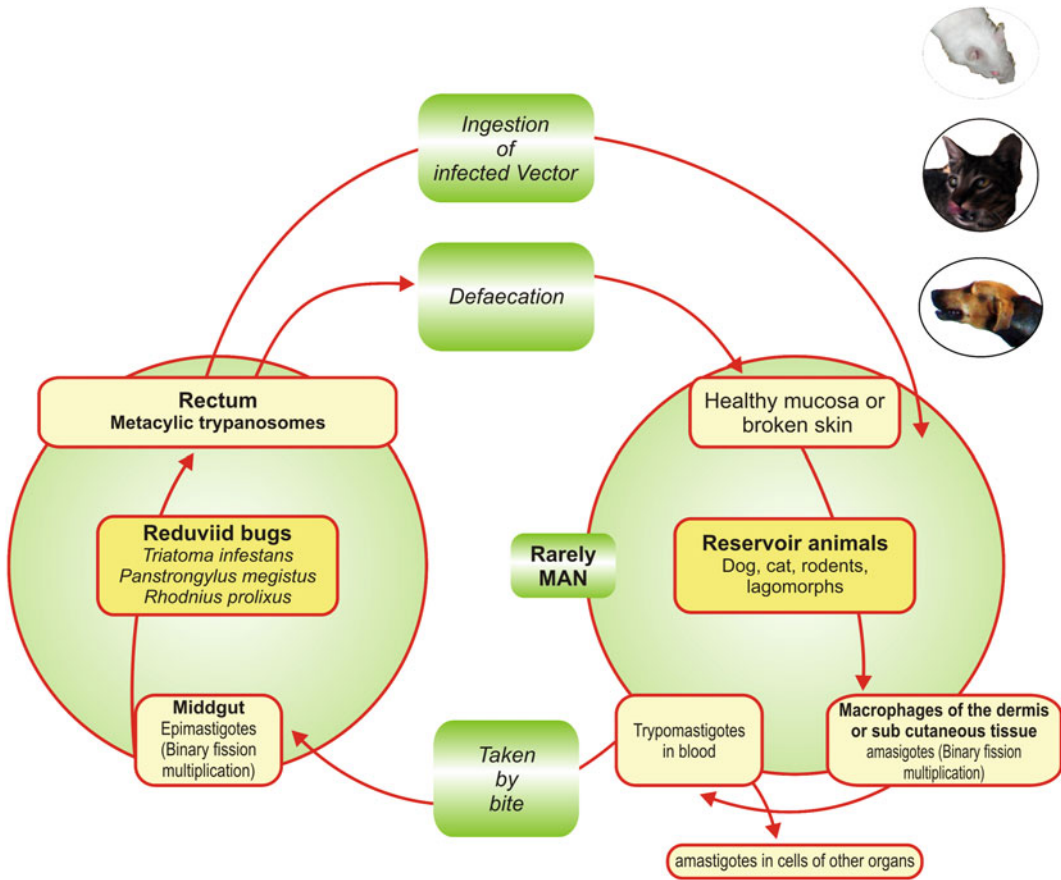 Ingestion
of
infected Vector
Defaecation
Rectum
Metacylic trypanosomes
Healthy mucosa or
broken skin
Reduviid bugs
Triatoma infestans
Panstrongylus megistus
Rhodnius prolixus
Rarely
MAN
Reservoir animals
Dog, cat, rodents,
lagomorphs
Middgut
Epimastigotes
(Binary fission
multiplication)
Taken
by
bite
Trypomastigotes
in blood
Macrophages of the dermis
or sub cutaneous tissue
amasigotes (Binary fission
multiplication)
amastigotes in cells of other organs